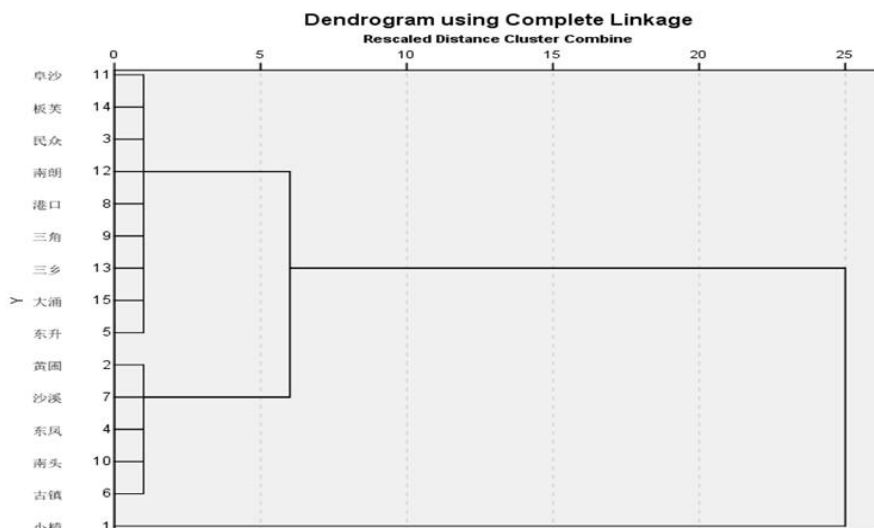 Dendrogram using Complete Linkage
Rescaled Distance Cluster Combine
0 5 10 15 20 25
阜沙 11
板芙 14
民众 3
南朗 12
港口 8
三角 9
三乡 13
Y
大涌 15
东升 5
黄圃 2
沙溪 7
东凤 4
南头 10
古镇 6
1